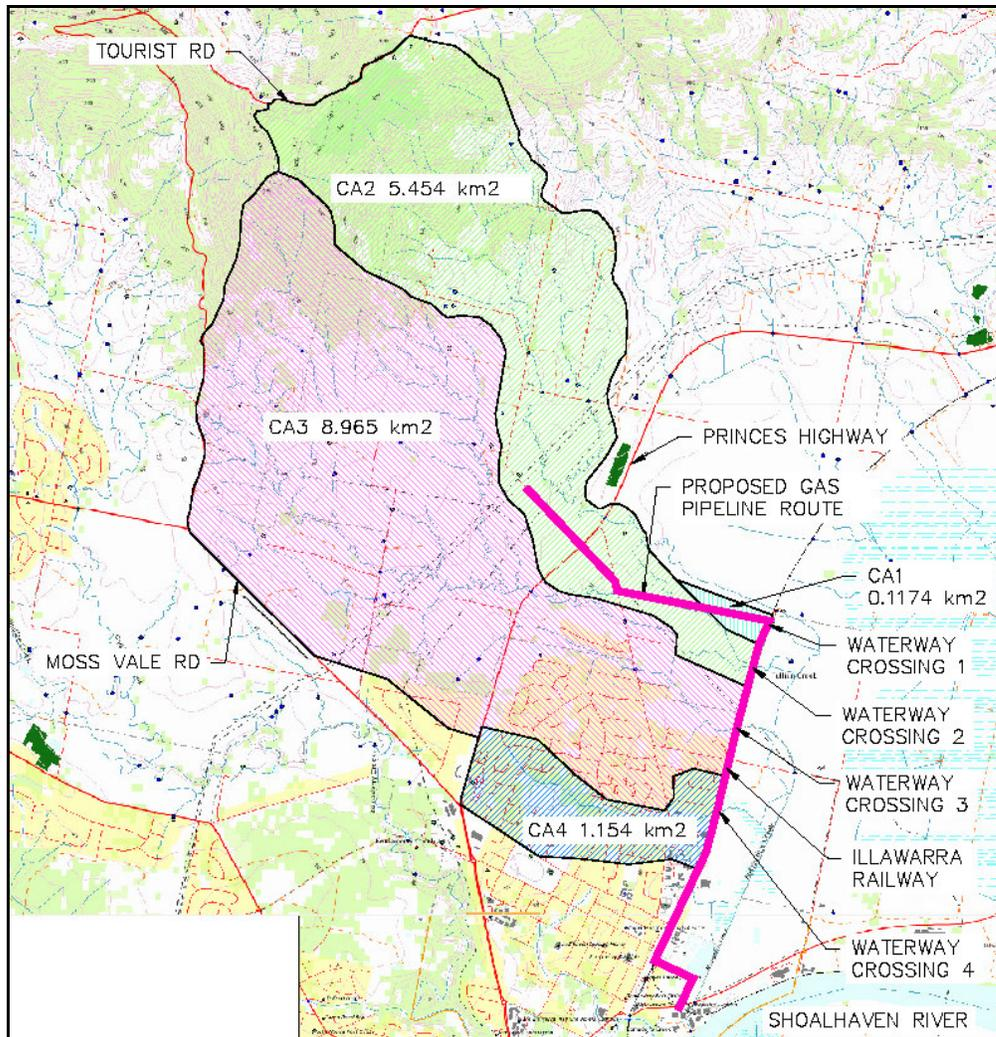 TOURIST RD
CA2 5.454 km2
CA3 8.965 km2
PRINCES HIGHWAY
PROPOSED GAS
PIPELINE ROUTE
CA1
0.1174 km2
MOSS VALE RD
WATERWAY
CROSSING 1
WATERWAY
CROSSING 2
WATERWAY
CROSSING 3
CA4 1.154 km2
ILLAWARRA
RAILWAY
WATERWAY
CROSSING 4
SHOALHAVEN RIVER